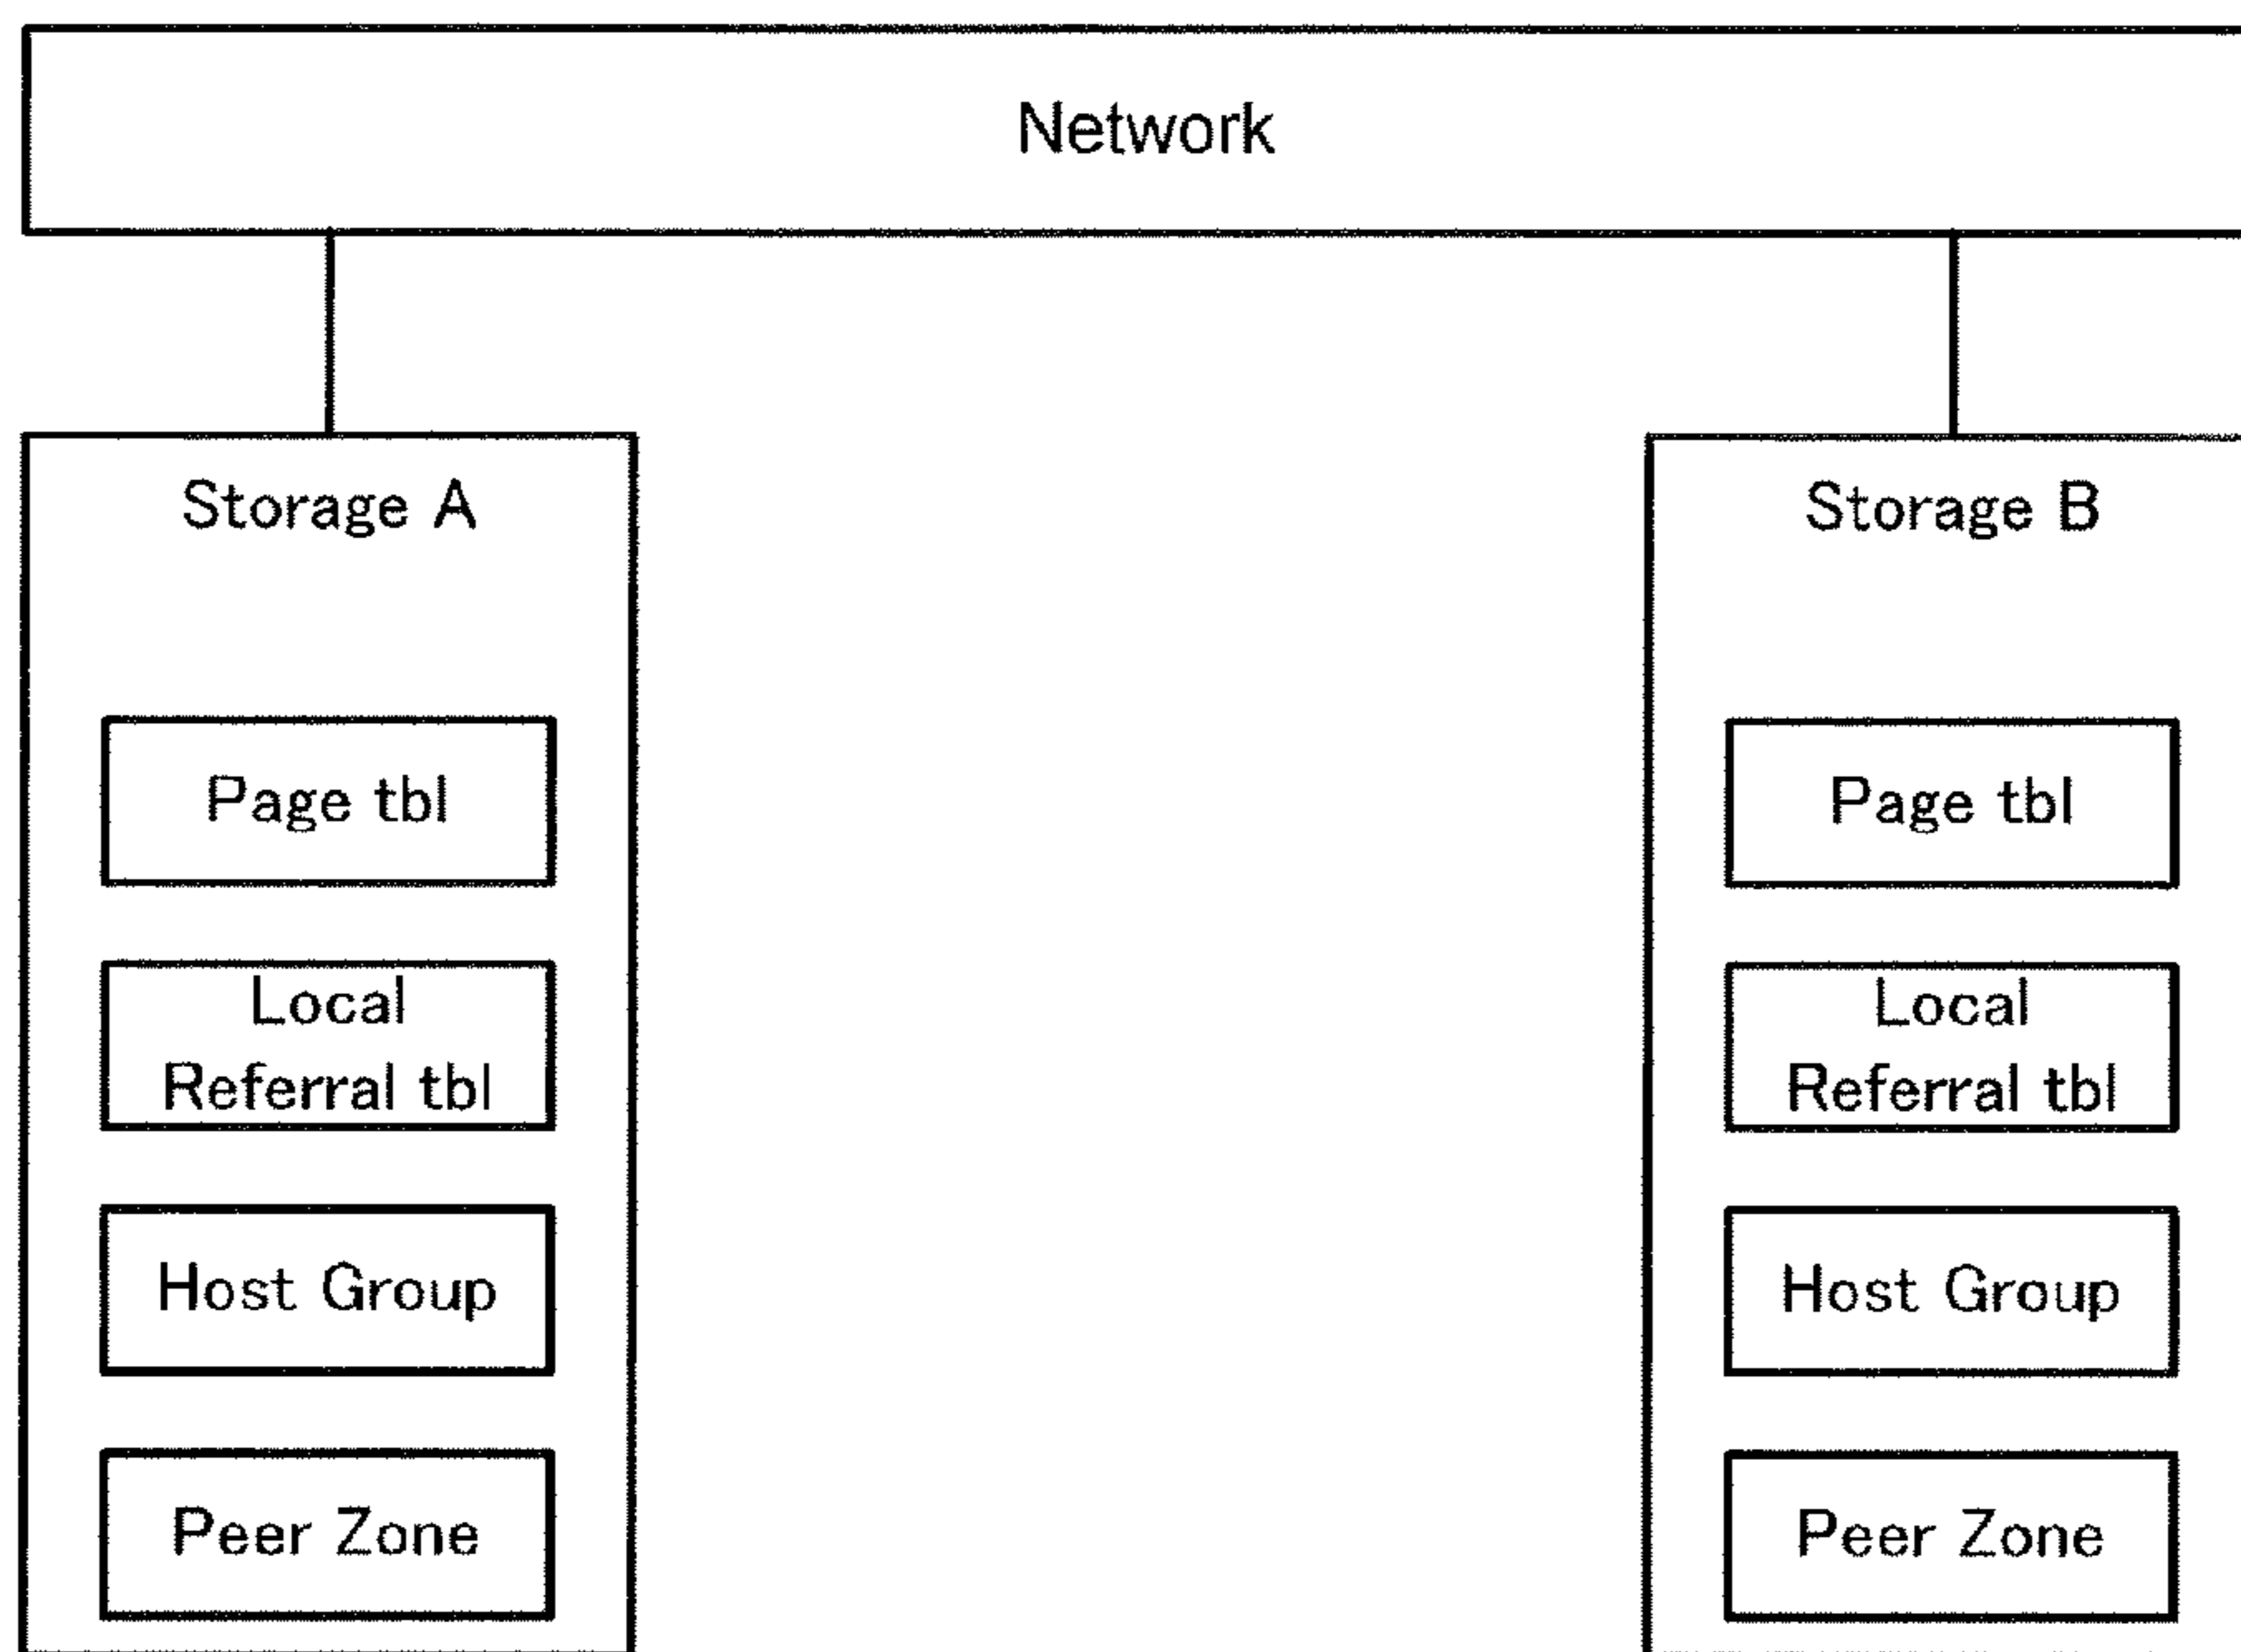 Network
Storage A
Page tbl
Local
Referral tbl
Host Group
Peer Zone
Storage B
Page tbl
Local
Referral tbl
Host Group
Peer Zone